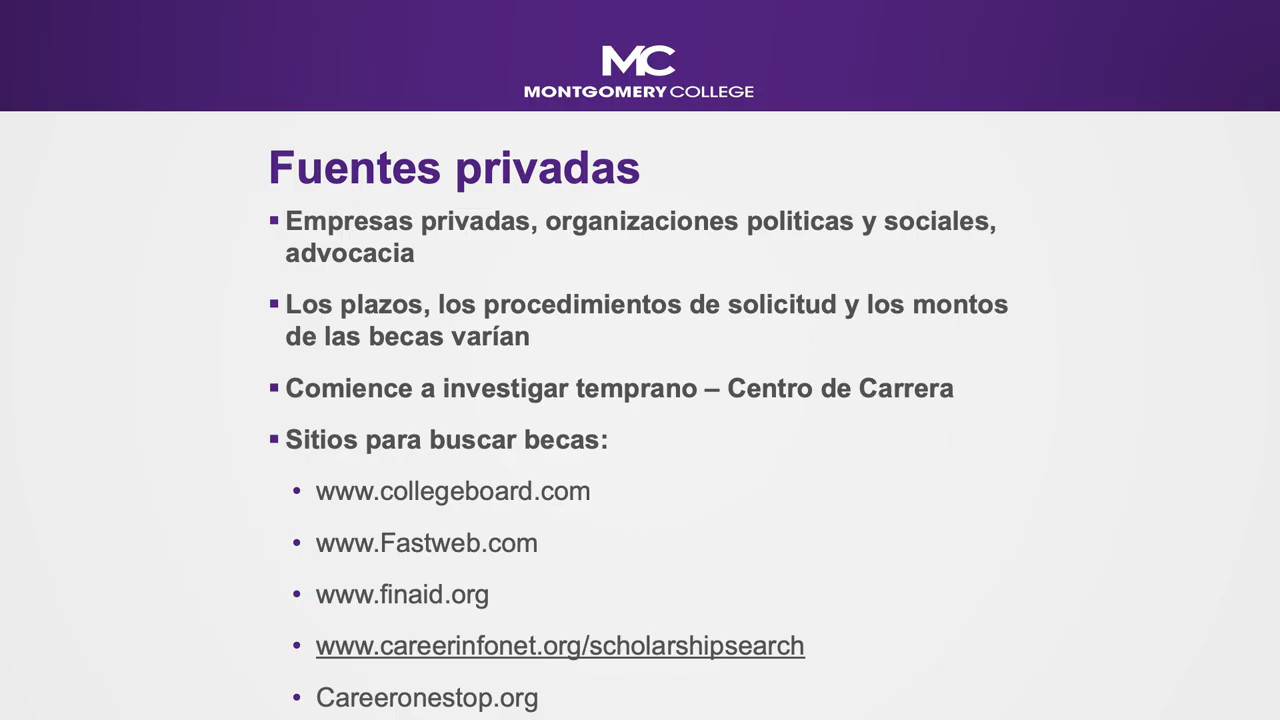 MC
MONTGOMERY COLLEGE
Fuentes privadas
▪ Empresas privadas, organizaciones politicas y sociales,
advocacia
▪ Los plazos, los procedimientos de solicitud y los montos
de las becas varían
▪ Comience a investigar temprano – Centro de Carrera
▪ Sitios para buscar becas:
• www.collegeboard.com
• www.Fastweb.com
• www.finaid.org
• www.careerinfonet.org/scholarshipsearch
• Careeronestop.org